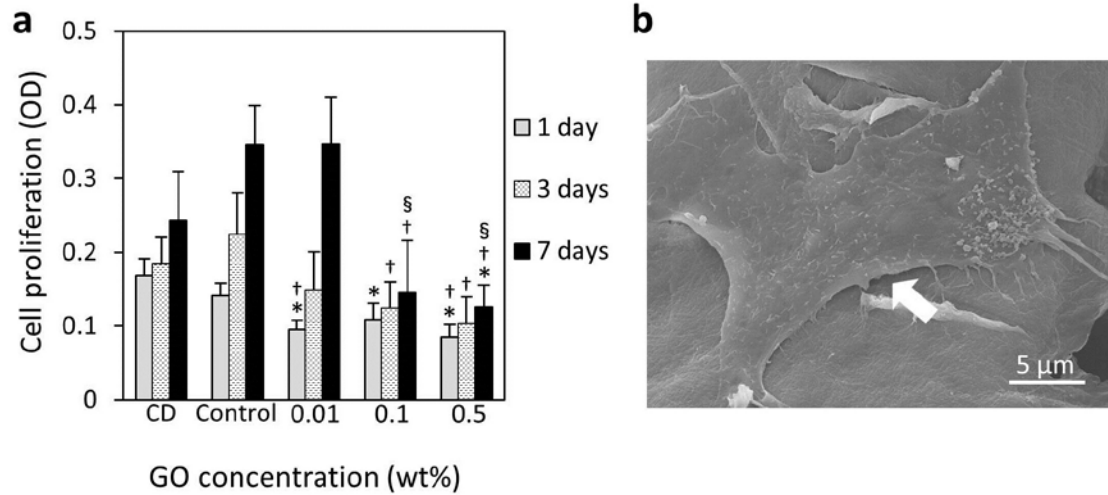 a
Cell proliferation (OD)
0.5
0.4
0.3
0.2
0.1
0
†
*
*
†
§
†
†
*
†
§
†
*
CD Control 0.01 0.1 0.5
GO concentration (wt%)
1 day
3 days
7 days
b
5 µm